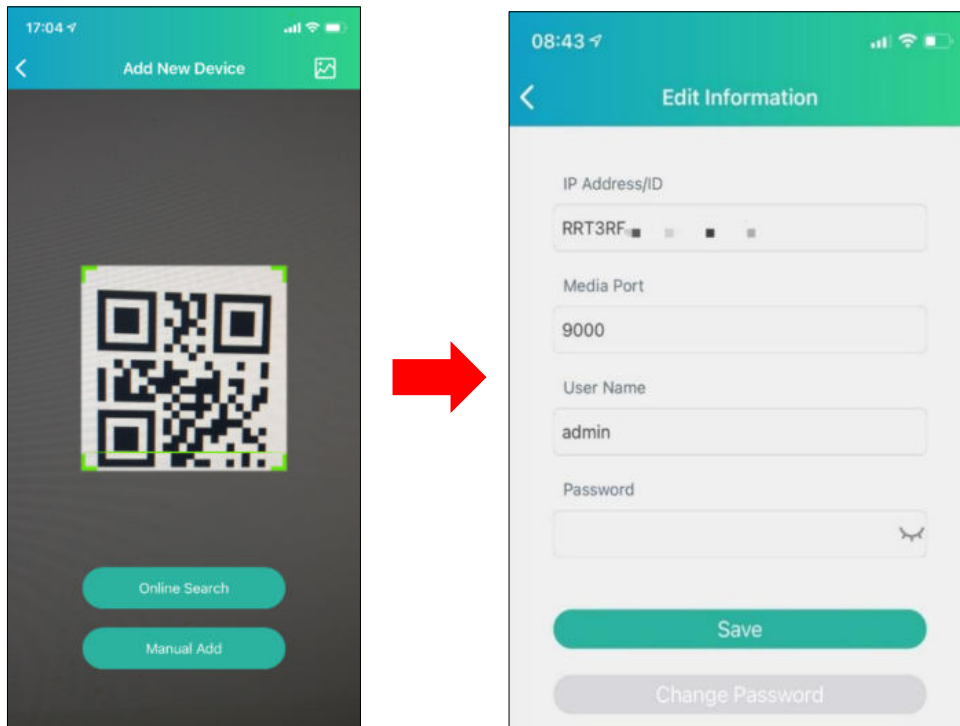 17:04
Add New Device
Online Search
Manual Add
08:43
Edit Information
IP Address/ID
RRT3RF
Media Port
9000
User Name
admin
Password
Save
Change Password